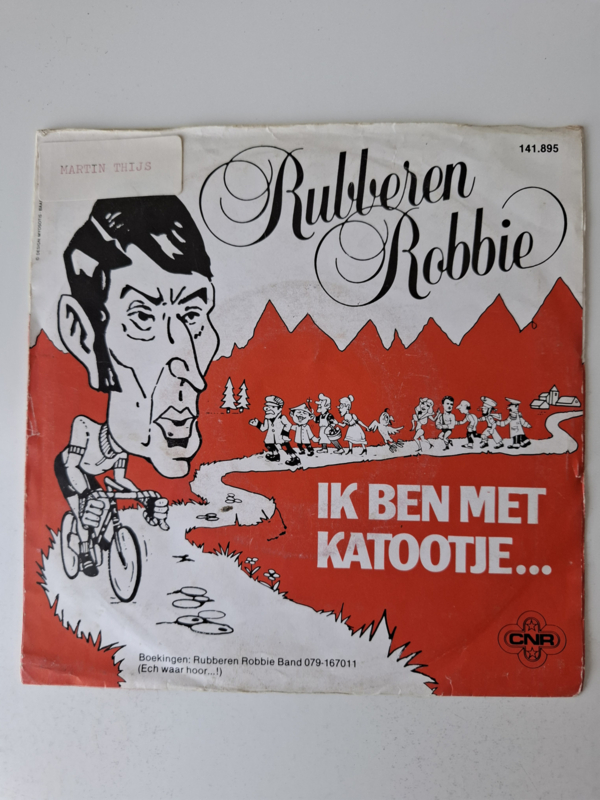 MARTIN THIJS
141.895
Rubberen
Robbie
IK BEN MET
KATOOTJE...
CNR
Boekingen: Rubberen Robbie Band 079-167011
(Ech waar hoor...!)